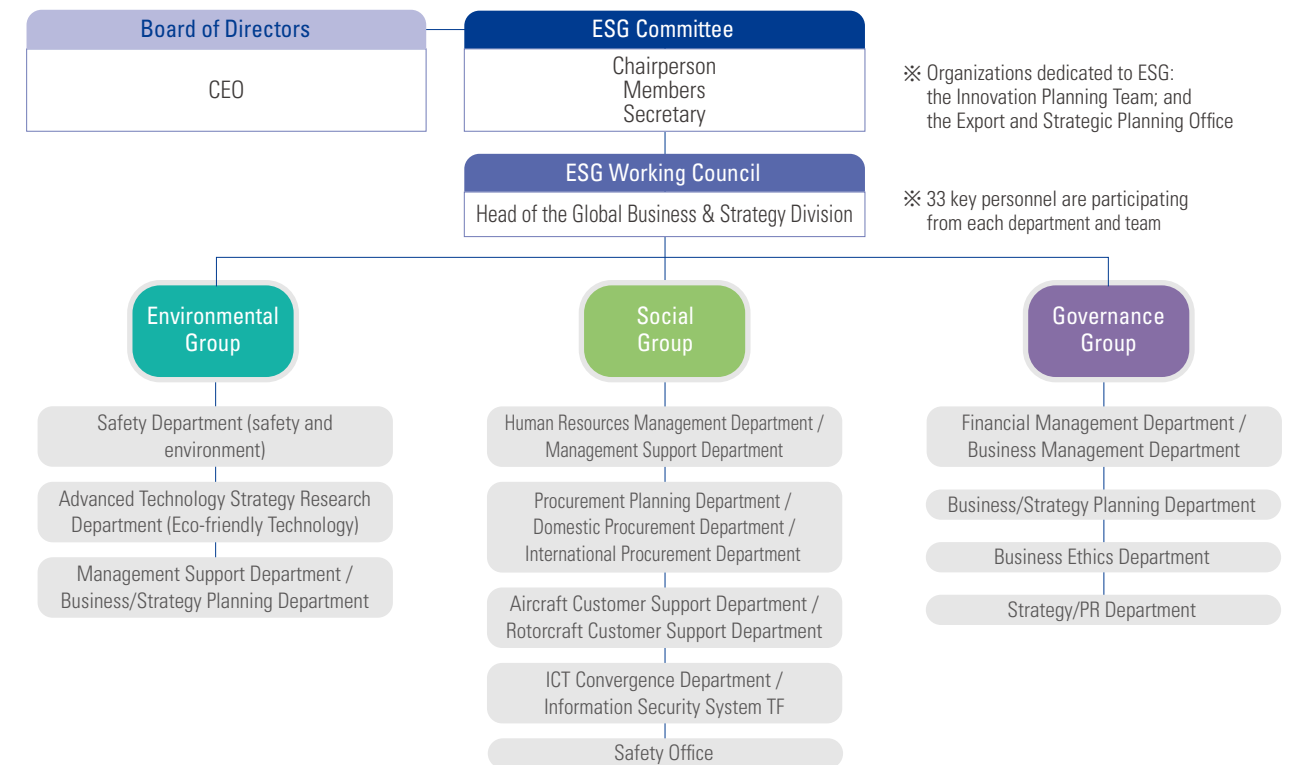 Board of Directors
CEO
ESG Committee
Chairperson
Members
Secretary
※ Organizations dedicated to ESG:
the Innovation Planning Team; and
the Export and Strategic Planning Office
ESG Working Council
Head of the Global Business & Strategy Division
※ 33 key personnel are participating
from each department and team
Environmental
Group
Safety Department (safety and
environment)
Advanced Technology Strategy Research
Department (Eco-friendly Technology)
Management Support Department /
Business/Strategy Planning Department
Social
Group
Human Resources Management Department /
Management Support Department
Procurement Planning Department /
Domestic Procurement Department /
International Procurement Department
Aircraft Customer Support Department /
Rotorcraft Customer Support Department
ICT Convergence Department /
Information Security System TF
Safety Office
Governance
Group
Financial Management Department /
Business Management Department
Business/Strategy Planning Department
Business Ethics Department
Strategy/PR Department